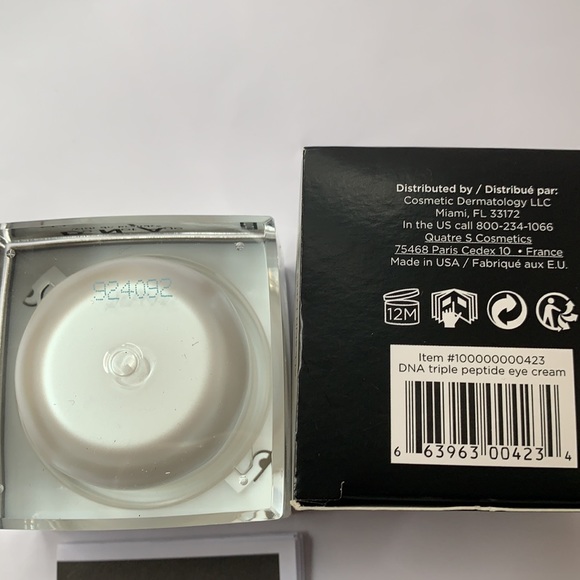 924092
Distributed by / Distribué par:
Cosmetic Dermatology LLC
Miami, FL 33172
In the US call 800-234-1066
Quatre S Cosmetics
75468 Paris Cedex 10 • France
Made in USA / Fabriqué aux E.U.
12M
Item #100000000423
DNA triple peptide eye cream
6 63963 00423 4